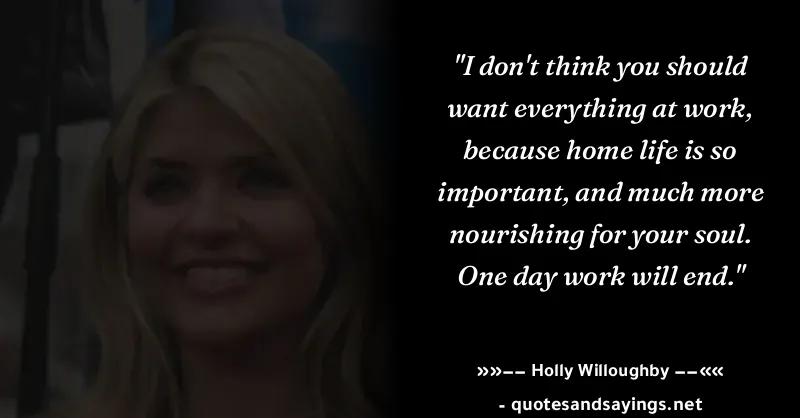 "I don't think you should
want everything at work,
because home life is so
important, and much more
nourishing for your soul.
One day work will end."
»»−− Holly Willoughby −−««
- quotesandsayings.net